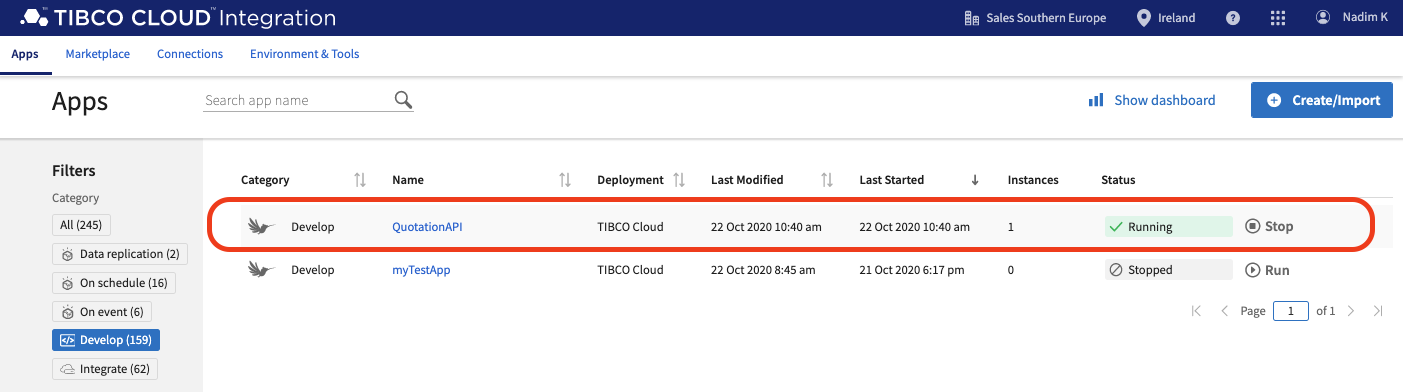 TIBCO CLOUD™ Integration
Sales Southern Europe
Ireland
?
Nadim K
Apps
Marketplace
Connections
Environment & Tools
Apps
Search app name
Show dashboard
Create/Import
Filters
Category
All (245)
Data replication (2)
On schedule (16)
On event (6)
Develop (159)
Integrate (62)
Category Name Deployment Last Modified Last Started Instances Status
Develop QuotationAPI TIBCO Cloud 22 Oct 2020 10:40 am 22 Oct 2020 10:40 am 1 Running Stop
Develop myTestApp TIBCO Cloud 22 Oct 2020 8:45 am 21 Oct 2020 6:17 pm 0 Stopped Run
Page 1 of 1